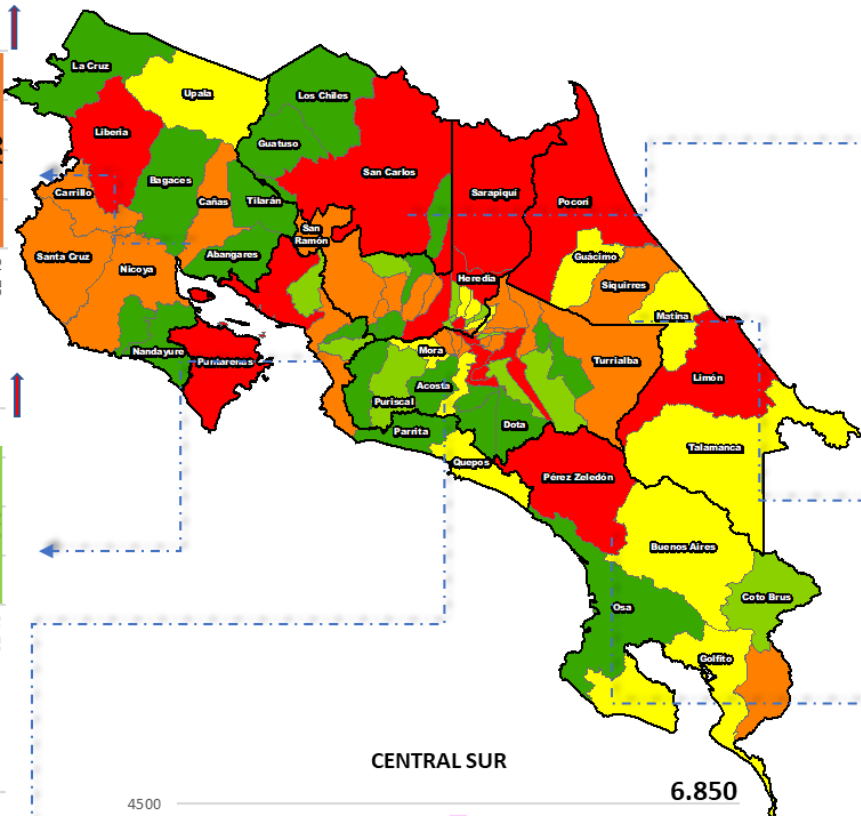 La Cruz
Upala
Los Chiles
Liberia
Guatuso
San Carlos
Bagaces
Sarapiquí
Carrillo
Cañas
Tilarán
Pococí
San
Ramón
Santa Cruz
Nicoya
Abangares
Guácimo
Heredia
Siquirres
Matina
Nandayure
Puntarenas
Mora
Turrialba
Limón
Acosta
Puriscal
Parrita
Dota
Talamanca
Quepos
Pérez Zeledón
Buenos Aires
Coto Brus
Osa
Golfito
CENTRAL SUR
6.850
4500